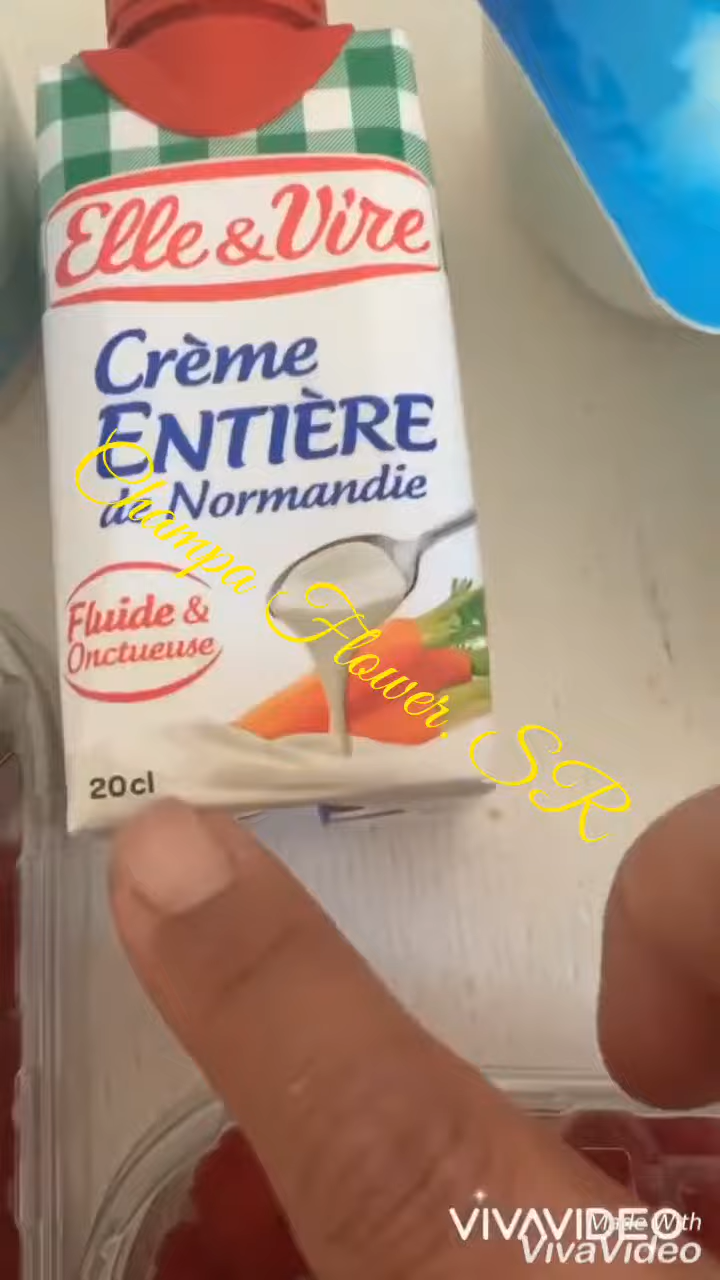 Elle & Vire
Crème
ENTIÈRE
de Normandie
Champa Flower, SR
Fluide &
Onctueuse
20cl
VIVAVIDEO
Made With
VivaVideo